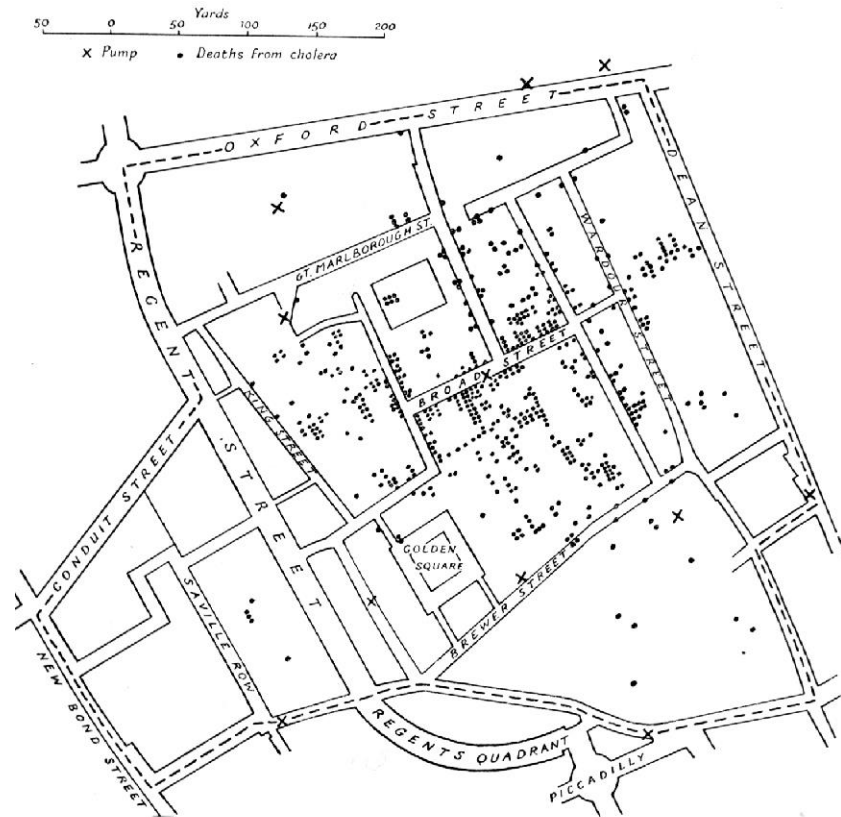 Yards
50 0 50 100 150 200
x Pump • Deaths from cholera
OXFORD STREET
REGENT STREET
GT. MARLBOROUGH ST.
WARDOUR STREET
DEAN STREET
BROAD STREET
KING STREET
CONDUIT STREET
GOLDEN
SQUARE
SAVILLE ROW
BREWER STREET
NEW BOND STREET
REGENTS QUADRANT
PICCADILLY